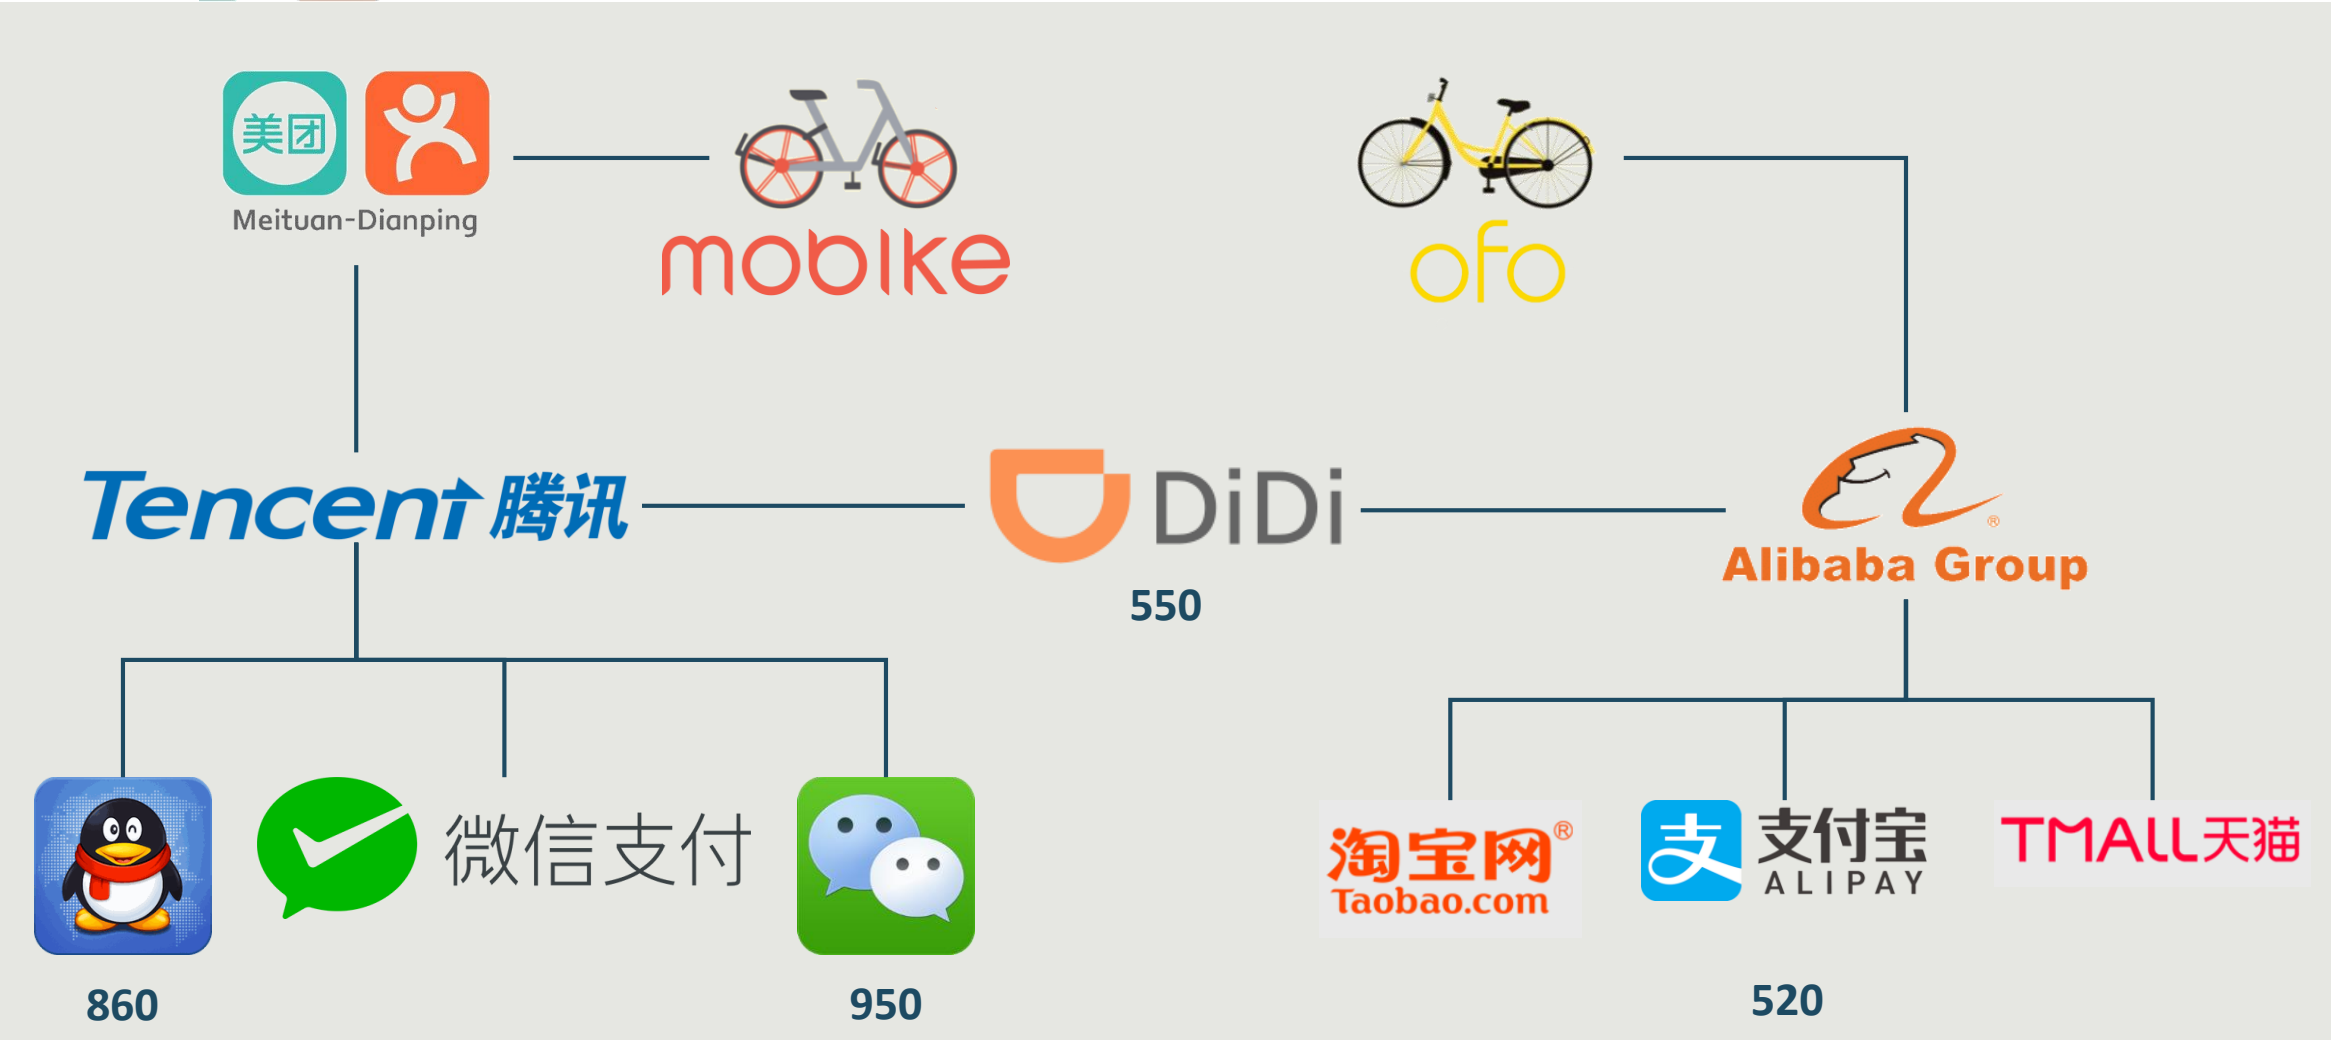 美团
Meituan-Dianping
mobike
ofo
Tencent 腾讯
DiDi
550
Alibaba Group
®
微信支付
淘宝网®
Taobao.com
支
支付宝
ALIPAY
TMALL天猫
860
950
520